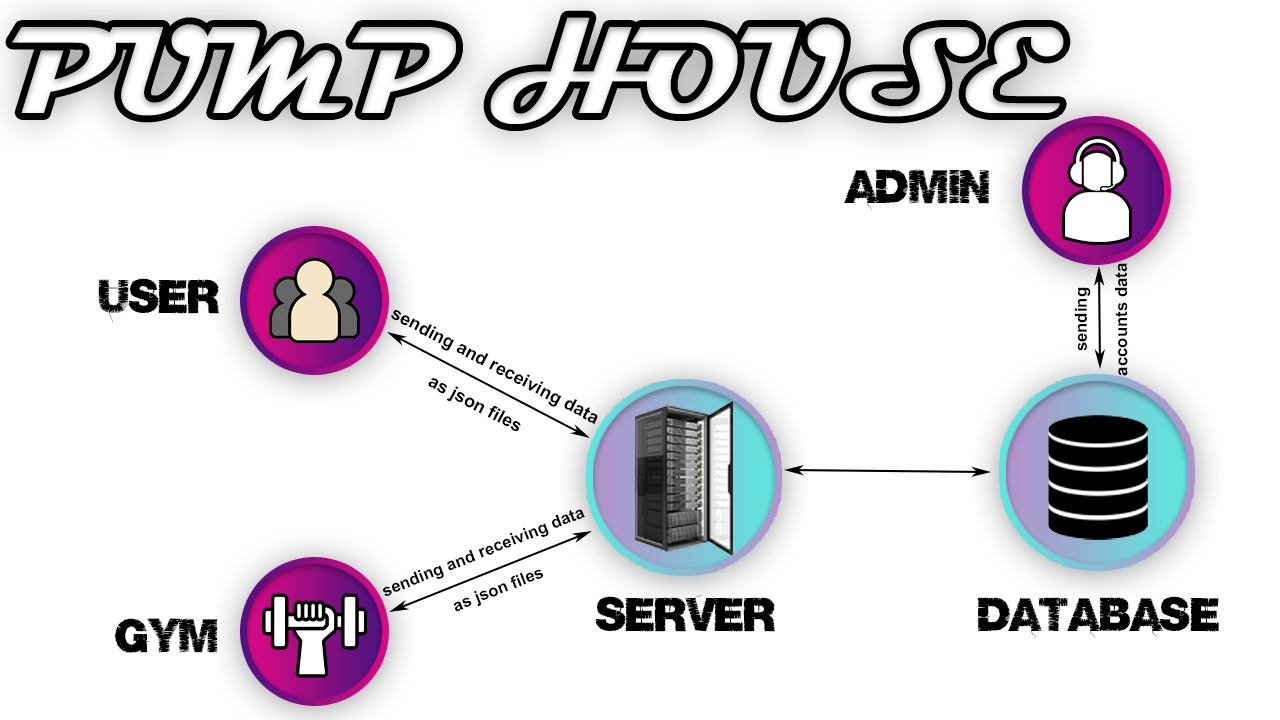 PUMP HOUSE
ADMIN
USER
sending and receiving data
as json files
sending
accounts data
sending and receiving data
as json files
GYM
SERVER
DATABASE